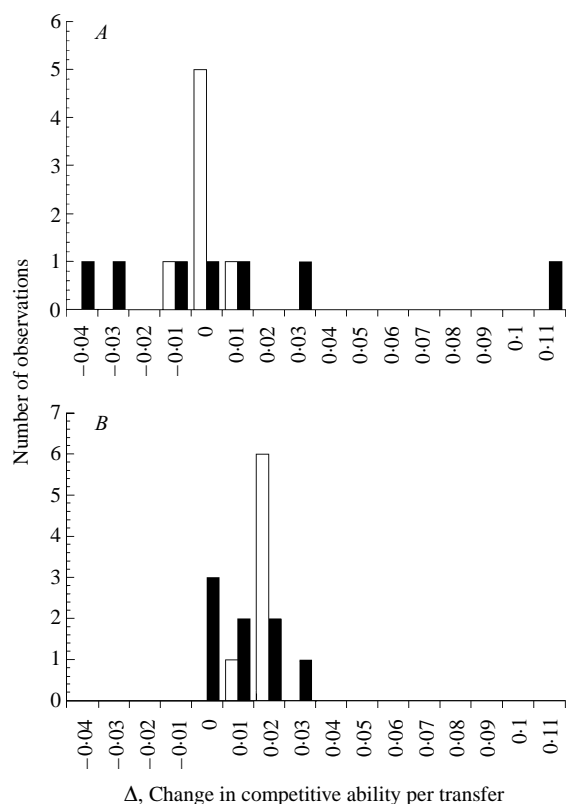 A
6
5
4
3
2
1
0
−0·04 −0·03 −0·02 −0·01 0 0·01 0·02 0·03 0·04 0·05 0·06 0·07 0·08 0·09 0·1 0·11
Number of observations
B
7
6
5
4
3
2
1
0
−0·04 −0·03 −0·02 −0·01 0 0·01 0·02 0·03 0·04 0·05 0·06 0·07 0·08 0·09 0·1 0·11
Δ, Change in competitive ability per transfer